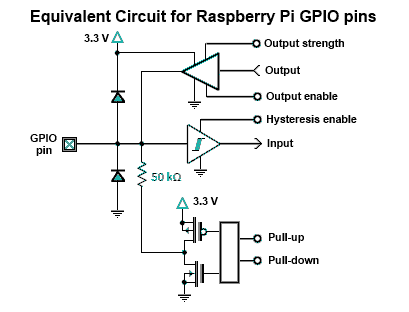 Equivalent Circuit for Raspberry Pi GPIO pins
3.3 V
Output strength
Output
Output enable
Hysteresis enable
GPIO
pin
Input
50 kΩ
3.3 V
Pull-up
Pull-down